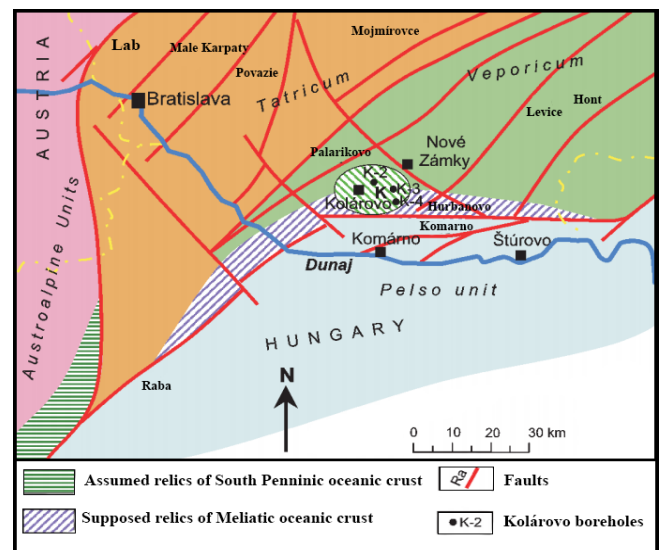 AUSTRIA
Lab
Male Karpaty
Mojmírovce
Povazie
Bratislava
Tatricum
Veporicum
Hont
Levice
Palarikovo
Nové
Zámky
K-2
K
K-3
Kolárovo
K-4
Hurbanovo
Komarno
Komárno
Štúrovo
Dunaj
Austroalpine Units
Pelso unit
HUNGARY
Raba
N
0 10 20 30 km
Assumed relics of South Penninic oceanic crust
Ra
Faults
Supposed relics of Meliatic oceanic crust
K-2
Kolárovo boreholes